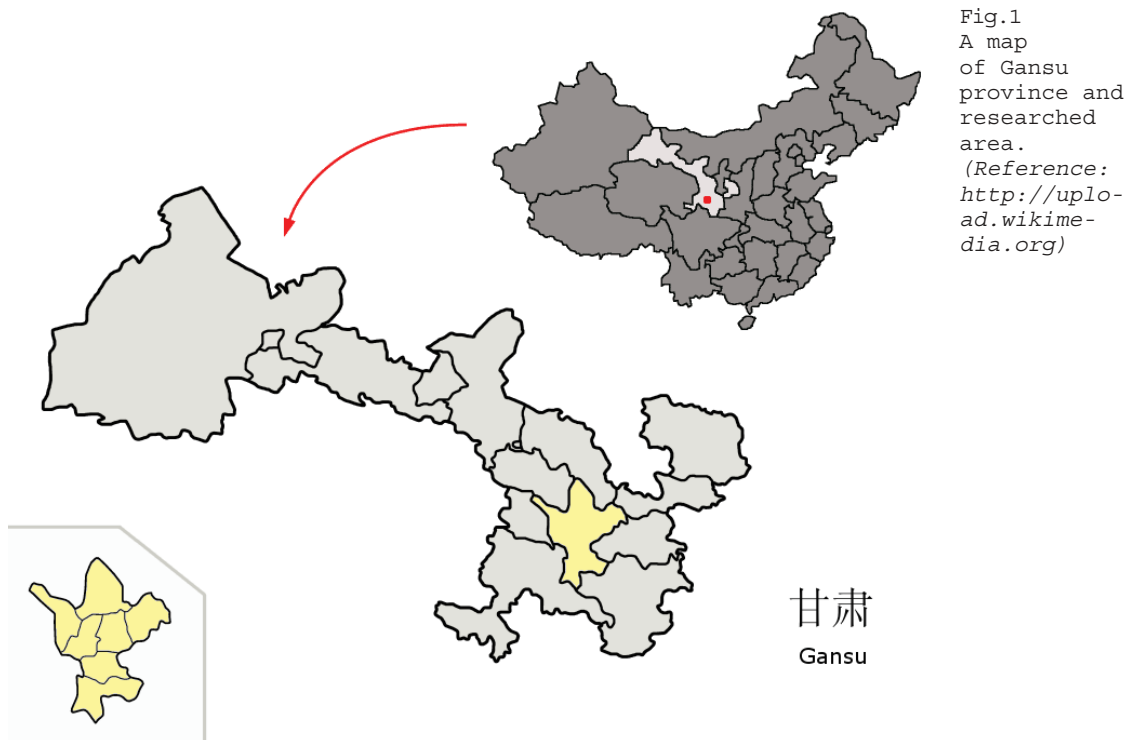 Fig.1
A map
of Gansu
province and
researched
area.
(Reference:
http://uplo-
ad.wikime-
dia.org)
甘肃
Gansu